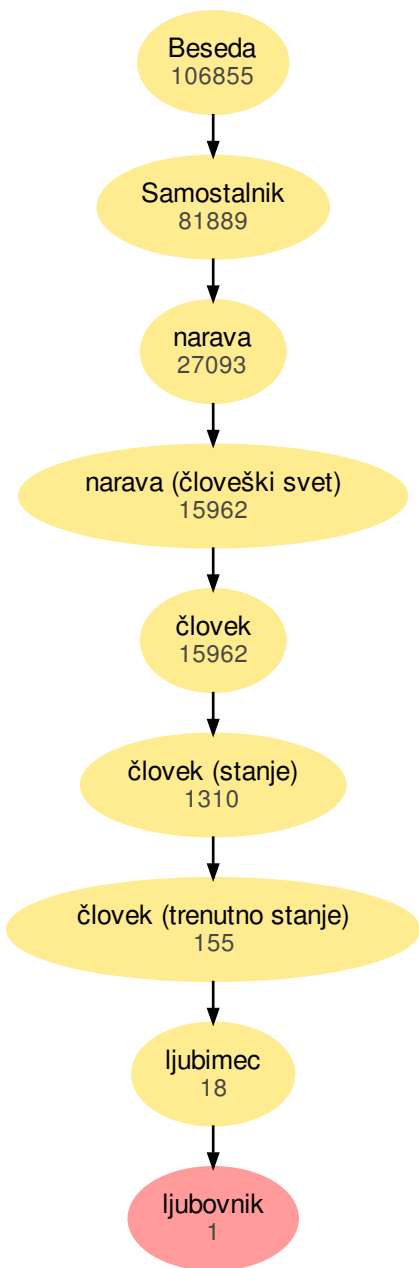 Beseda
106855
Samostalnik
81889
narava
27093
narava (človeški svet)
15962
človek
15962
človek (stanje)
1310
človek (trenutno stanje)
155
ljubimec
18
ljubovnik
1